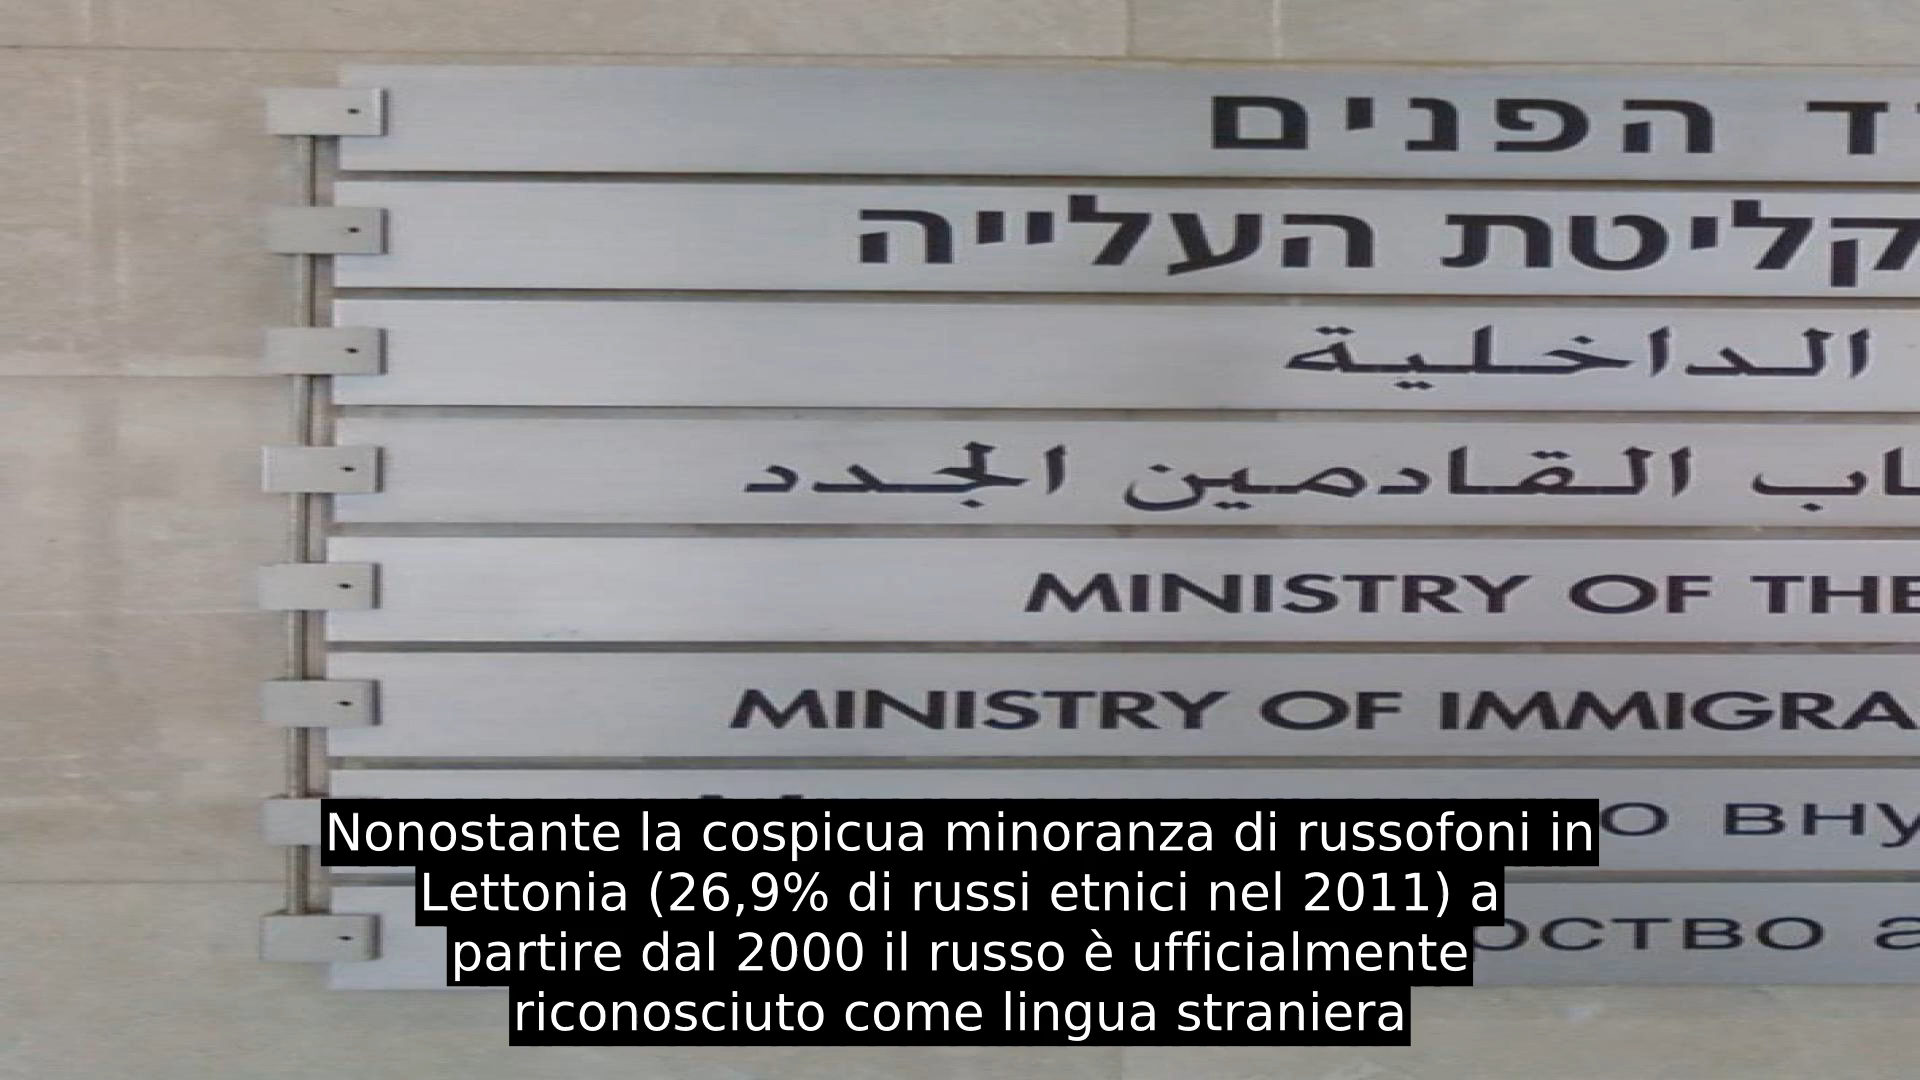 הפנים
קליטת העלייה
الداخلية
القادمين الجدد
MINISTRY OF THE
MINISTRY OF
Nonostante la cospicua minoranza di russofoni in
Lettonia (26,9% di russi etnici nel 2011) a
partire dal 2000 il russo è ufficialmente
riconosciuto come lingua straniera